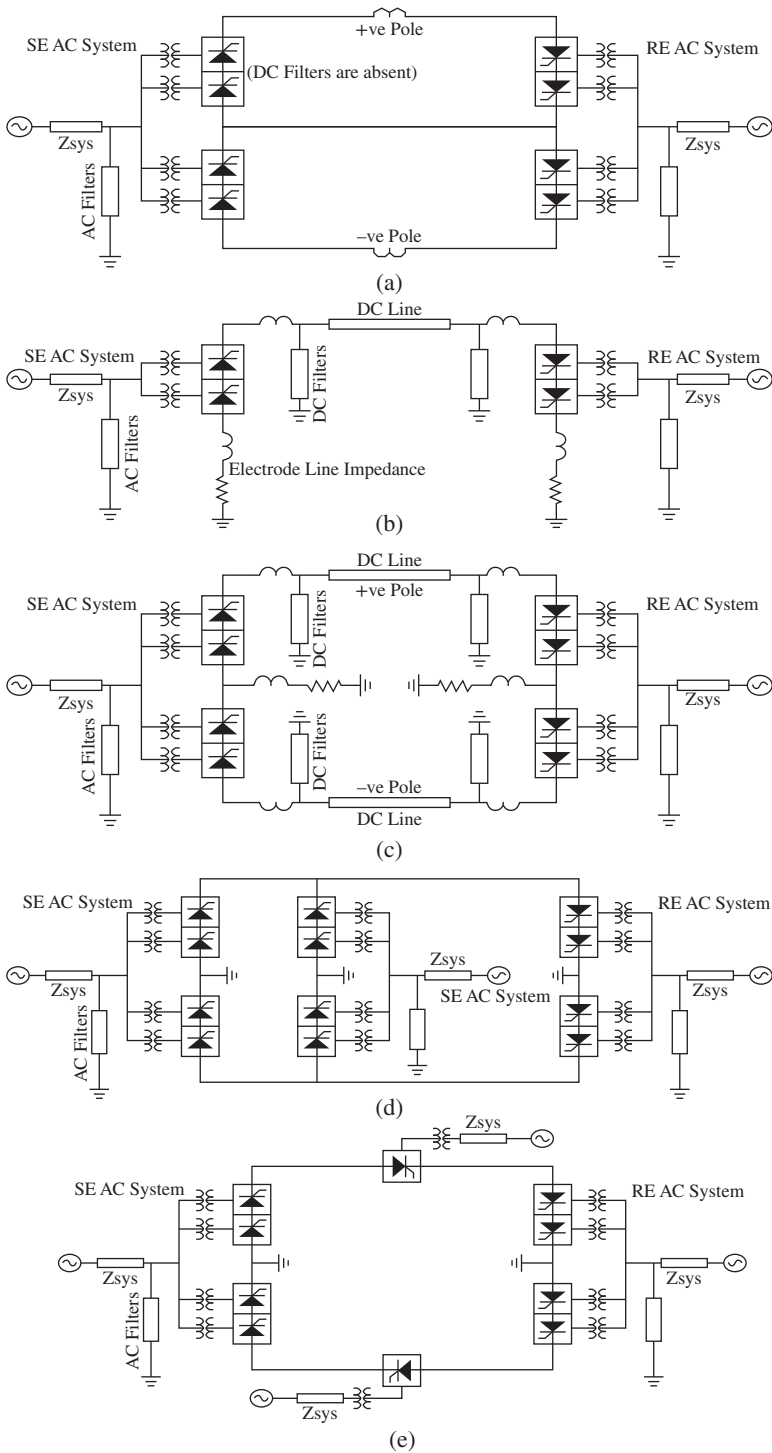 +ve Pole
SE AC System
RE AC System
(DC Filters are absent)
Zsys
Zsys
AC Filters
–ve Pole
(a)
DC Line
SE AC System
RE AC System
DC Filters
Zsys
Zsys
AC Filters
Electrode Line Impedance
(b)
DC Line
+ve Pole
SE AC System
RE AC System
DC Filters
Zsys
Zsys
AC Filters
DC Filters
–ve Pole
DC Line
(c)
SE AC System
RE AC System
Zsys
Zsys
SE AC System
Zsys
AC Filters
(d)
Zsys
SE AC System
RE AC System
Zsys
Zsys
AC Filters
Zsys
(e)